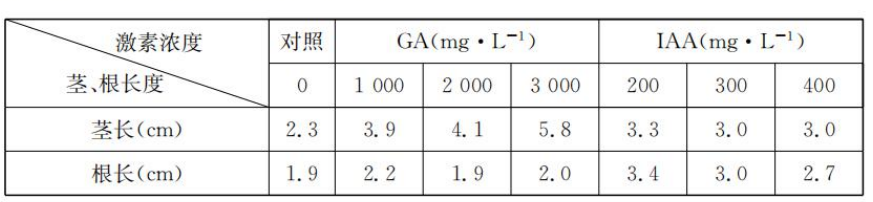 激素浓度 对照 GA(mg·L⁻¹) IAA(mg·L⁻¹)
茎、根长度 0 1 000 2 000 3 000 200 300 400
茎长(cm) 2.3 3.9 4.1 5.8 3.3 3.0 3.0
根长(cm) 1.9 2.2 1.9 2.0 3.4 3.0 2.7